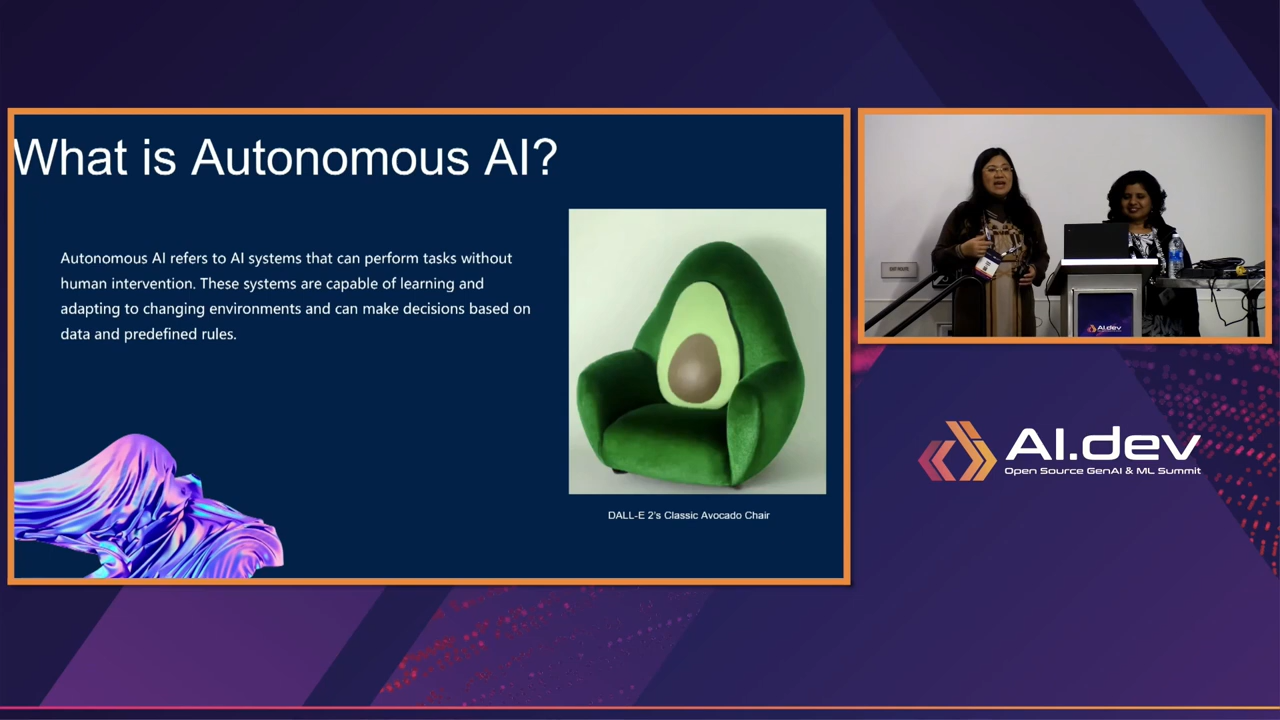 What is Autonomous AI?
Autonomous AI refers to AI systems that can perform tasks without
human intervention. These systems are capable of learning and
adapting to changing environments and can make decisions based on
data and predefined rules.
DALL-E 2's Classic Avocado Chair
AI.dev
AI.dev
Open Source GenAI & ML Summit